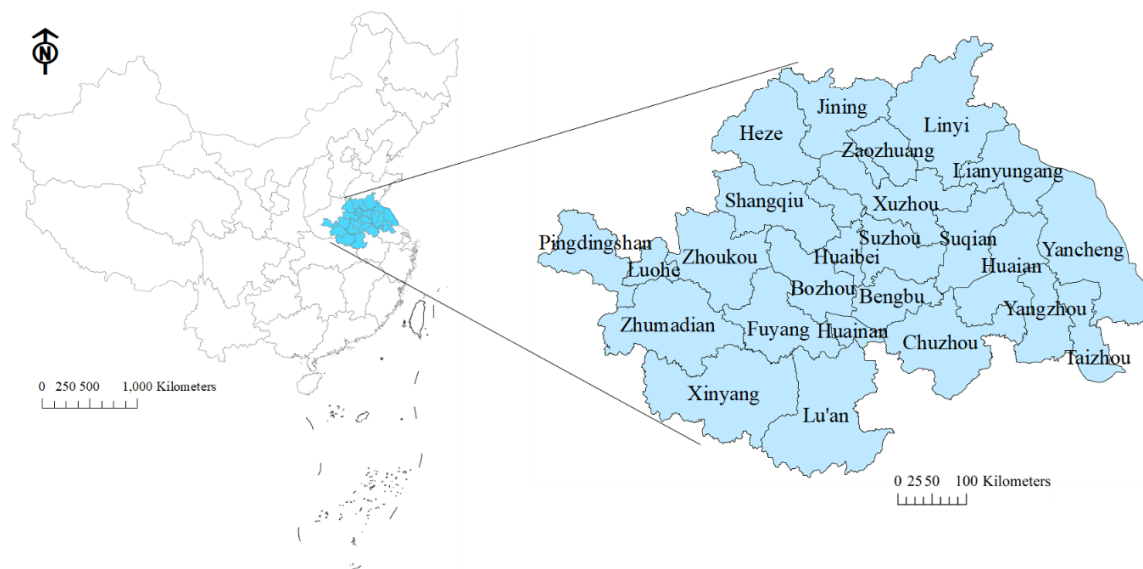 N
0 250 500 1,000 Kilometers
Jining
Heze
Linyi
Zaozhuang
Lianyungang
Shangqiu
Xuzhou
Pingdingshan
Luohe
Zhoukou
Huaibei
Suzhou
Suqian
Huaian
Yancheng
Bozhou
Bengbu
Yangzhou
Zhumadian
Fuyang
Huainan
Chuzhou
Taizhou
Xinyang
Lu'an
0 25 50 100 Kilometers